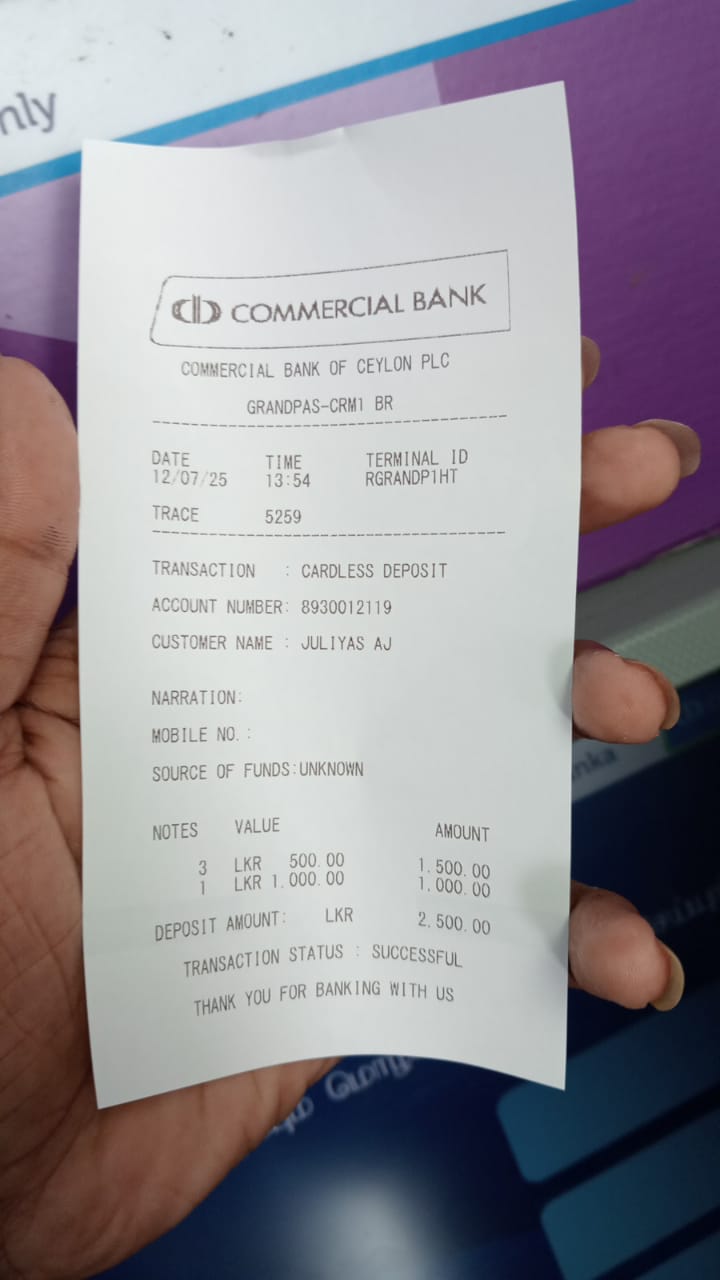 nly
COMMERCIAL BANK
COMMERCIAL BANK OF CEYLON PLC
GRANDPAS-CRM1 BR
DATE TIME TERMINAL ID
12/07/25 13:54 RGRANDP1HT
TRACE 5259
TRANSACTION : CARDLESS DEPOSIT
ACCOUNT NUMBER: 8930012119
CUSTOMER NAME : JULIYAS AJ
NARRATION:
MOBILE NO. :
SOURCE OF FUNDS:UNKNOWN
NOTES VALUE AMOUNT
3 LKR 500.00 1,500.00
1 LKR 1,000.00 1,000.00
DEPOSIT AMOUNT: LKR 2,500.00
TRANSACTION STATUS : SUCCESSFUL
THANK YOU FOR BANKING WITH US
nka